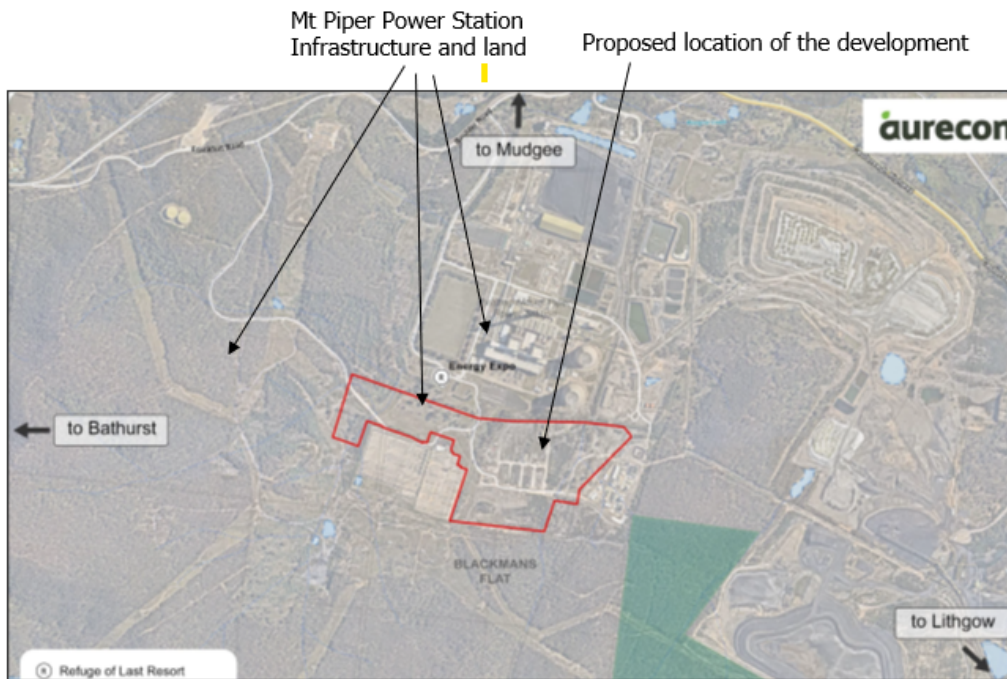 Mt Piper Power Station
Infrastructure and land
Proposed location of the development
aurecon
to Mudgee
Energy Expo
to Bathurst
BLACKMANS
FLAT
to Lithgow
R Refuge of Last Resort